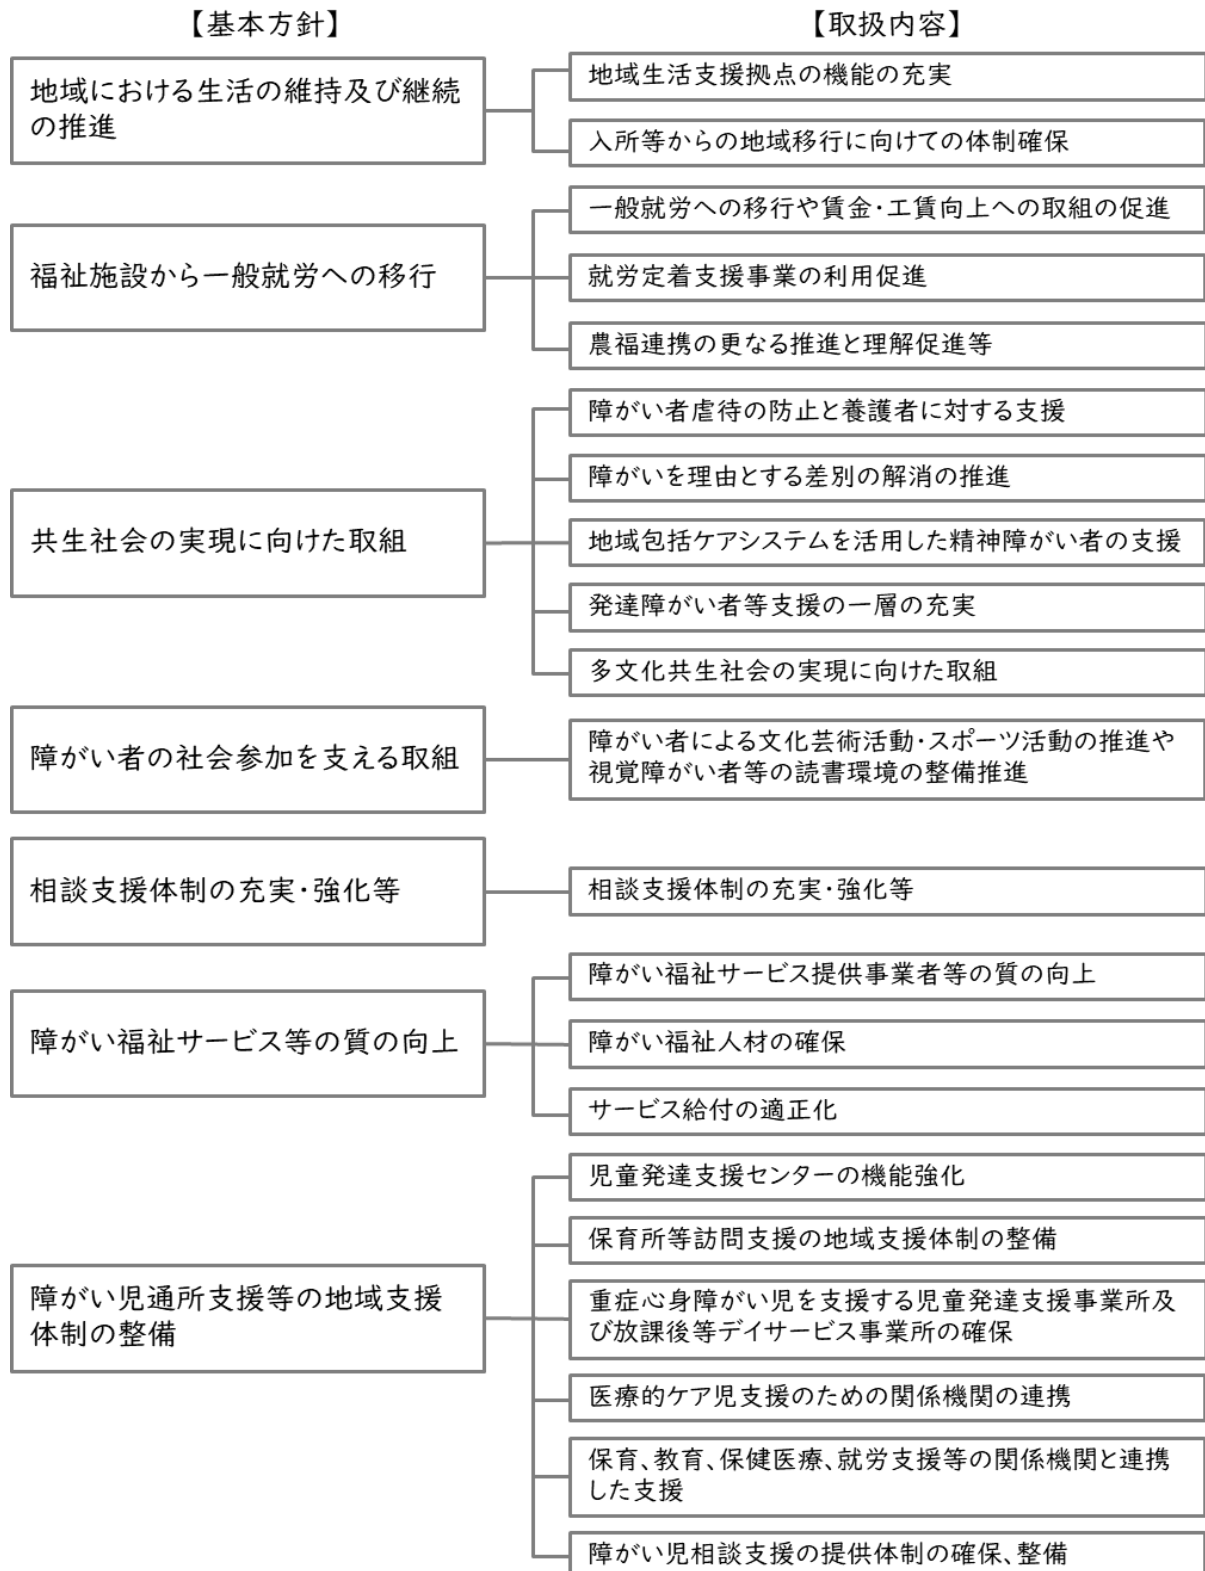 【基本方針】
【取扱内容】
地域における生活の維持及び継続
の推進
地域生活支援拠点の機能の充実
入所等からの地域移行に向けての体制確保
福祉施設から一般就労への移行
一般就労への移行や賃金・工賃向上への取組の促進
就労定着支援事業の利用促進
農福連携の更なる推進と理解促進等
共生社会の実現に向けた取組
障がい者虐待の防止と養護者に対する支援
障がいを理由とする差別の解消の推進
地域包括ケアシステムを活用した精神障がい者の支援
発達障がい者等支援の一層の充実
多文化共生社会の実現に向けた取組
障がい者の社会参加を支える取組
障がい者による文化芸術活動・スポーツ活動の推進や
視覚障がい者等の読書環境の整備推進
相談支援体制の充実・強化等
相談支援体制の充実・強化等
障がい福祉サービス等の質の向上
障がい福祉サービス提供事業者等の質の向上
障がい福祉人材の確保
サービス給付の適正化
障がい児通所支援等の地域支援
体制の整備
児童発達支援センターの機能強化
保育所等訪問支援の地域支援体制の整備
重症心身障がい児を支援する児童発達支援事業所及
び放課後等デイサービス事業所の確保
医療的ケア児支援のための関係機関の連携
保育、教育、保健医療、就労支援等の関係機関と連携
した支援
障がい児相談支援の提供体制の確保、整備